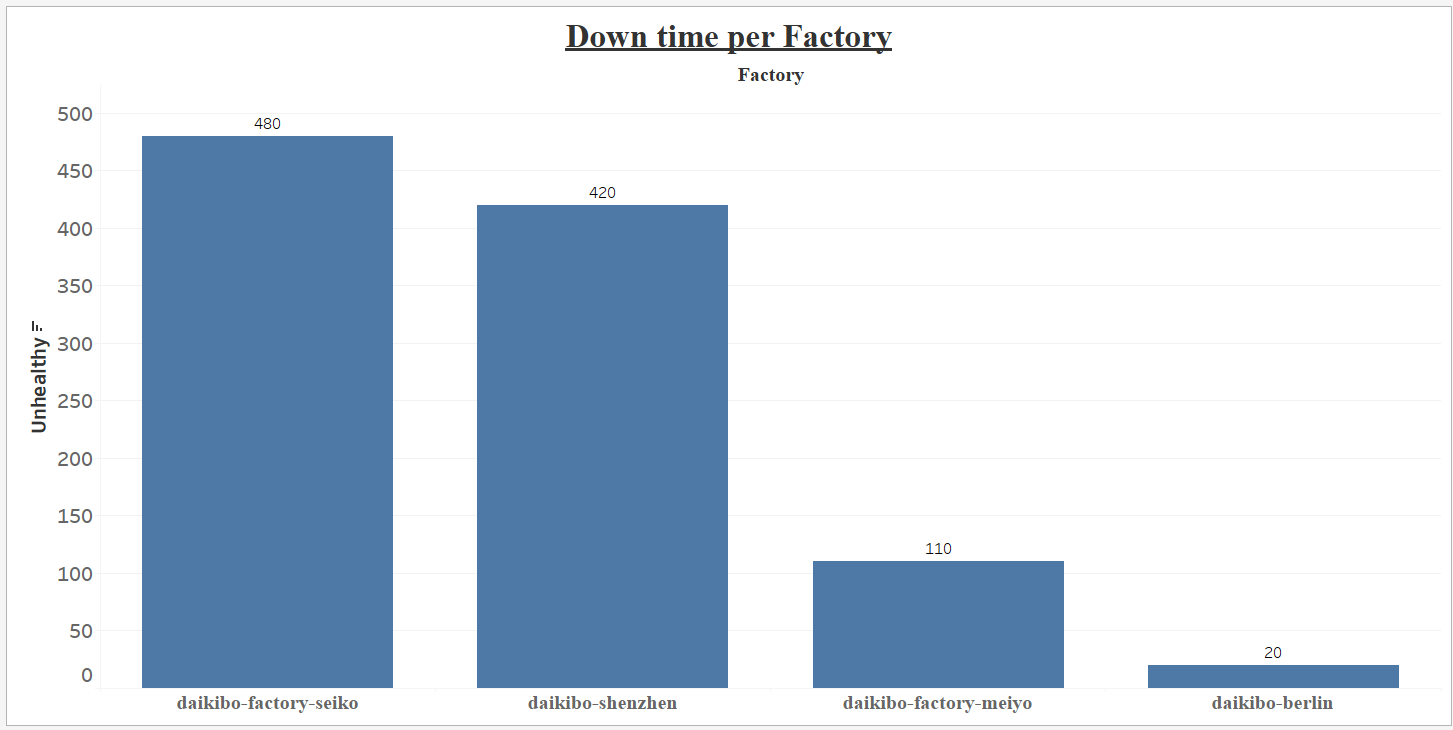 Down time per Factory
Factory
500
450
400
350
300
250
200
150
100
50
0
Unhealthy
480
420
110
20
daikibo-factory-seiko
daikibo-shenzhen
daikibo-factory-meiyo
daikibo-berlin